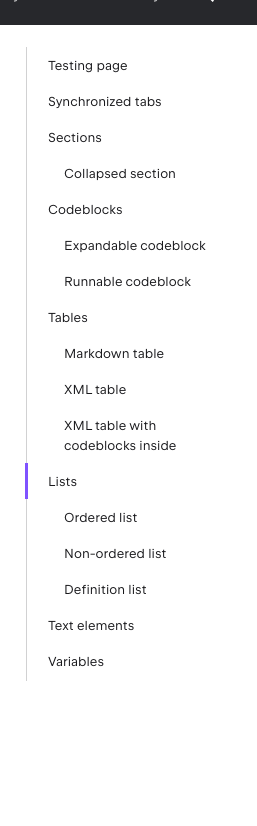 Testing page
Synchronized tabs
Sections
Collapsed section
Codeblocks
Expandable codeblock
Runnable codeblock
Tables
Markdown table
XML table
XML table with
codeblocks inside
Lists
Ordered list
Non-ordered list
Definition list
Text elements
Variables